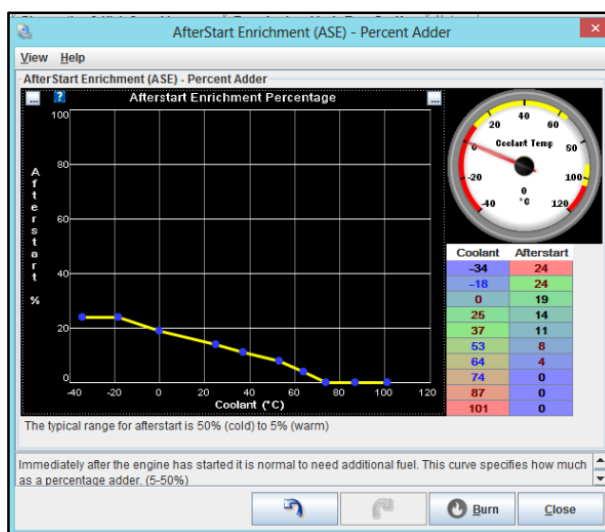 AfterStart Enrichment (ASE) - Percent Adder
View Help
AfterStart Enrichment (ASE) - Percent Adder
... ? Afterstart Enrichment Percentage ...
100
80
60
40
20
0
Afterstart %
-40 -20 0 20 40 60 80 100 120
Coolant (°C)
40
20 60
0 Coolant Temp 80
-20 100
-40 0 120
°C
Coolant Afterstart
-34 24
-18 24
0 19
25 14
37 11
53 8
64 4
74 0
87 0
101 0
The typical range for afterstart is 50% (cold) to 5% (warm)
Immediately after the engine has started it is normal to need additional fuel. This curve specifies how much
as a percentage adder. (5-50%)
Burn Close